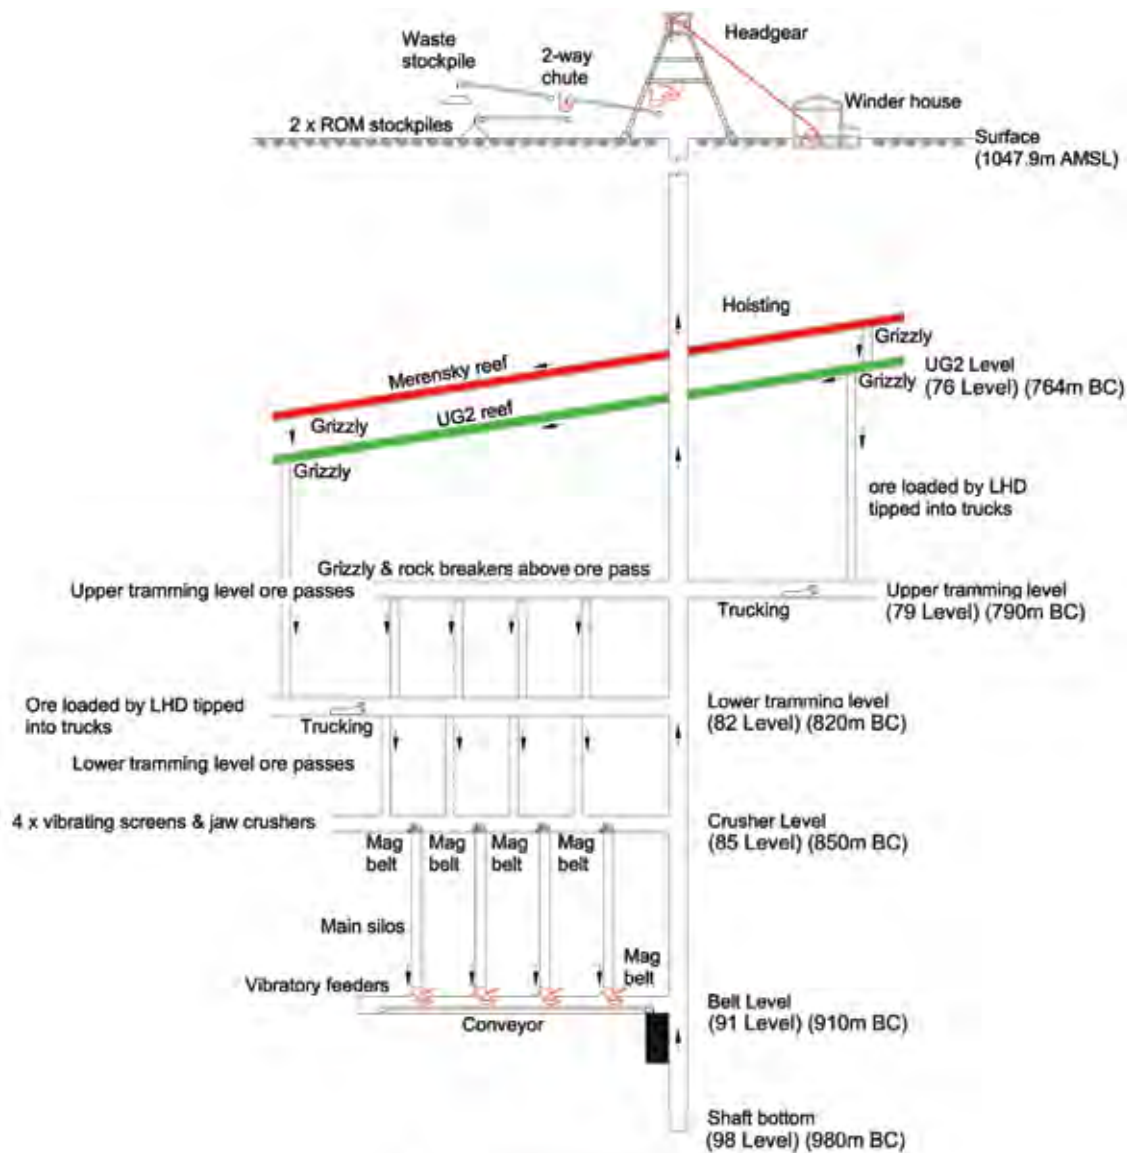 Headgear
Waste
stockpile
2-way
chute
Winder house
2 x ROM stockpiles
Surface
(1047.9m AMSL)
Hoisting
Grizzly
Merensky reef
UG2 Level
(76 Level) (764m BC)
Grizzly
UG2 reef
Grizzly
Grizzly
ore loaded by LHD
tipped into trucks
Grizzly & rock breakers above ore pass
Upper tramming level ore passes
Upper tramming level
(79 Level) (790m BC)
Trucking
Ore loaded by LHD tipped
into trucks
Trucking
Lower tramming level
(82 Level) (820m BC)
Lower tramming level ore passes
4 x vibrating screens & jaw crushers
Crusher Level
(85 Level) (850m BC)
Mag
belt
Mag
belt
Mag
belt
Mag
belt
Main silos
Mag
belt
Vibratory feeders
Conveyor
Belt Level
(91 Level) (910m BC)
Shaft bottom
(98 Level) (980m BC)